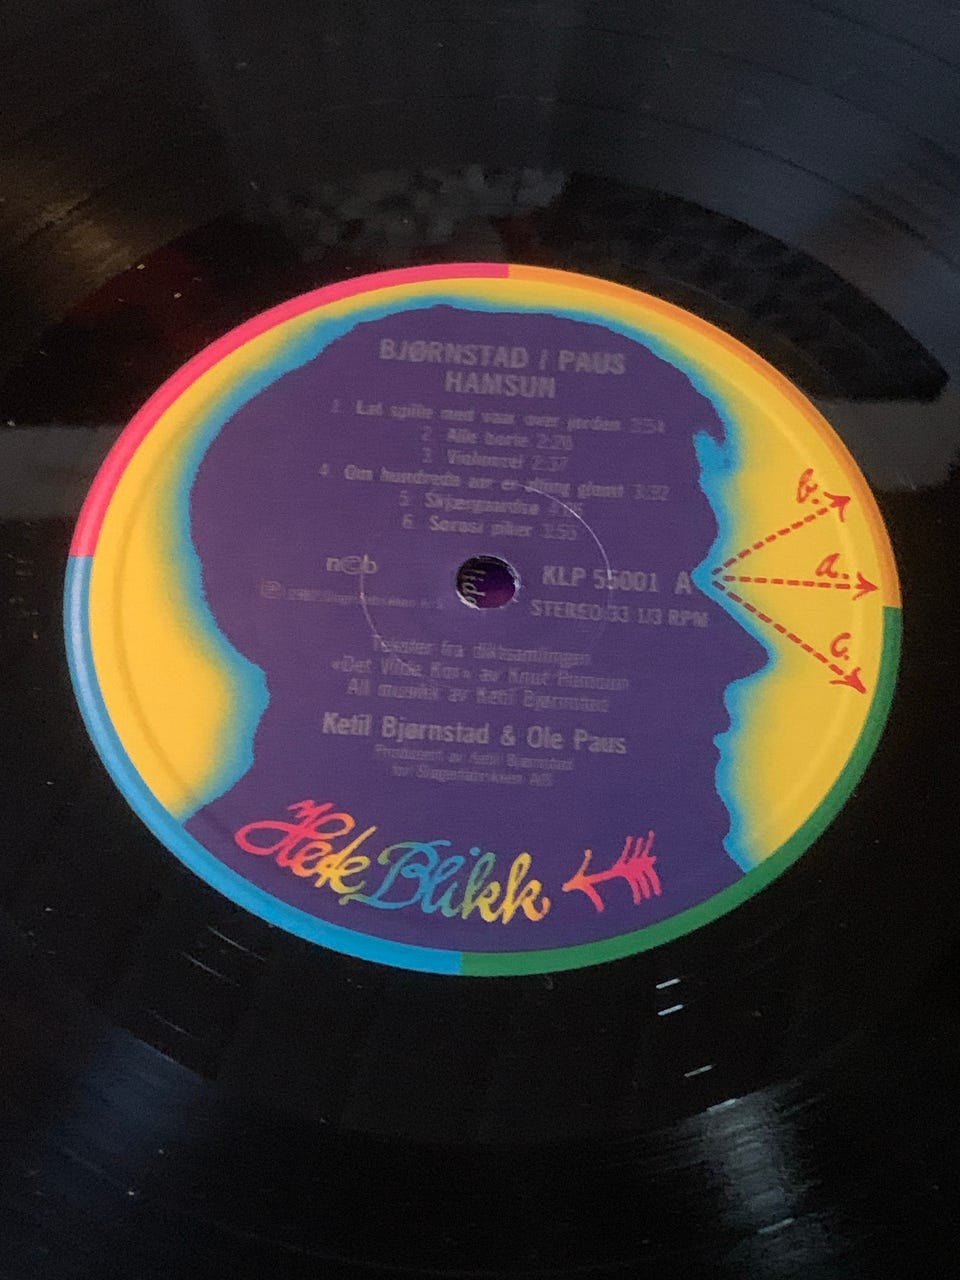 BJØRNSTAD / PAUS
HAMSUN
1. Lat spille med vaar over jorden 3:54
2. Alle borte 2:20
3. Violoncel 2:37
4. Om hundrede aar er alting glemt 3:32
5. Skjærgaardsø
6. Sorosi piker
n©b
KLP 55001 A
STEREO 33 1/3 RPM
Tekster fra diktsamlingen
«Det Vilde Kor» av Knut Hamsun
All musikk av Ketil Bjørnstad
Ketil Bjørnstad & Ole Paus
Produsert av Ketil Bjørnstad
for Slagerfabrikken A/S
Hete Blikk
b.
a.
c.